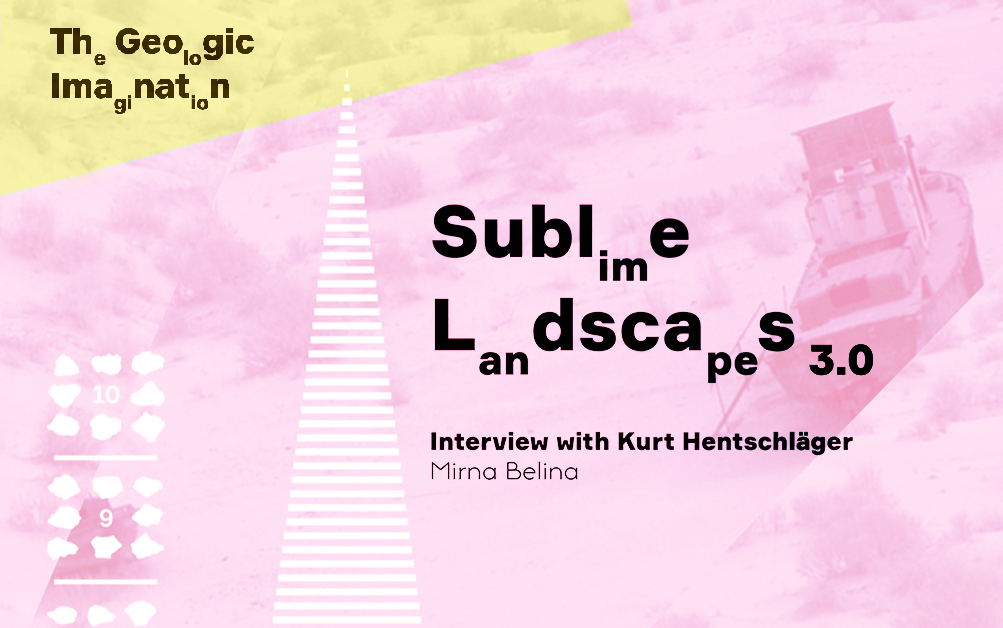 The Geologic
Imagination
Sublime
Landscapes 3.0
Interview with Kurt Hentschläger
Mirna Belina
10
9